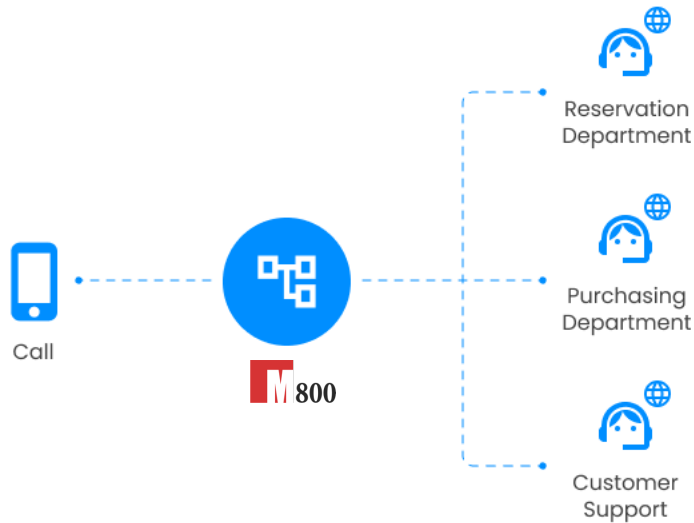 Reservation
Department
Purchasing
Department
Call
M800
Customer
Support